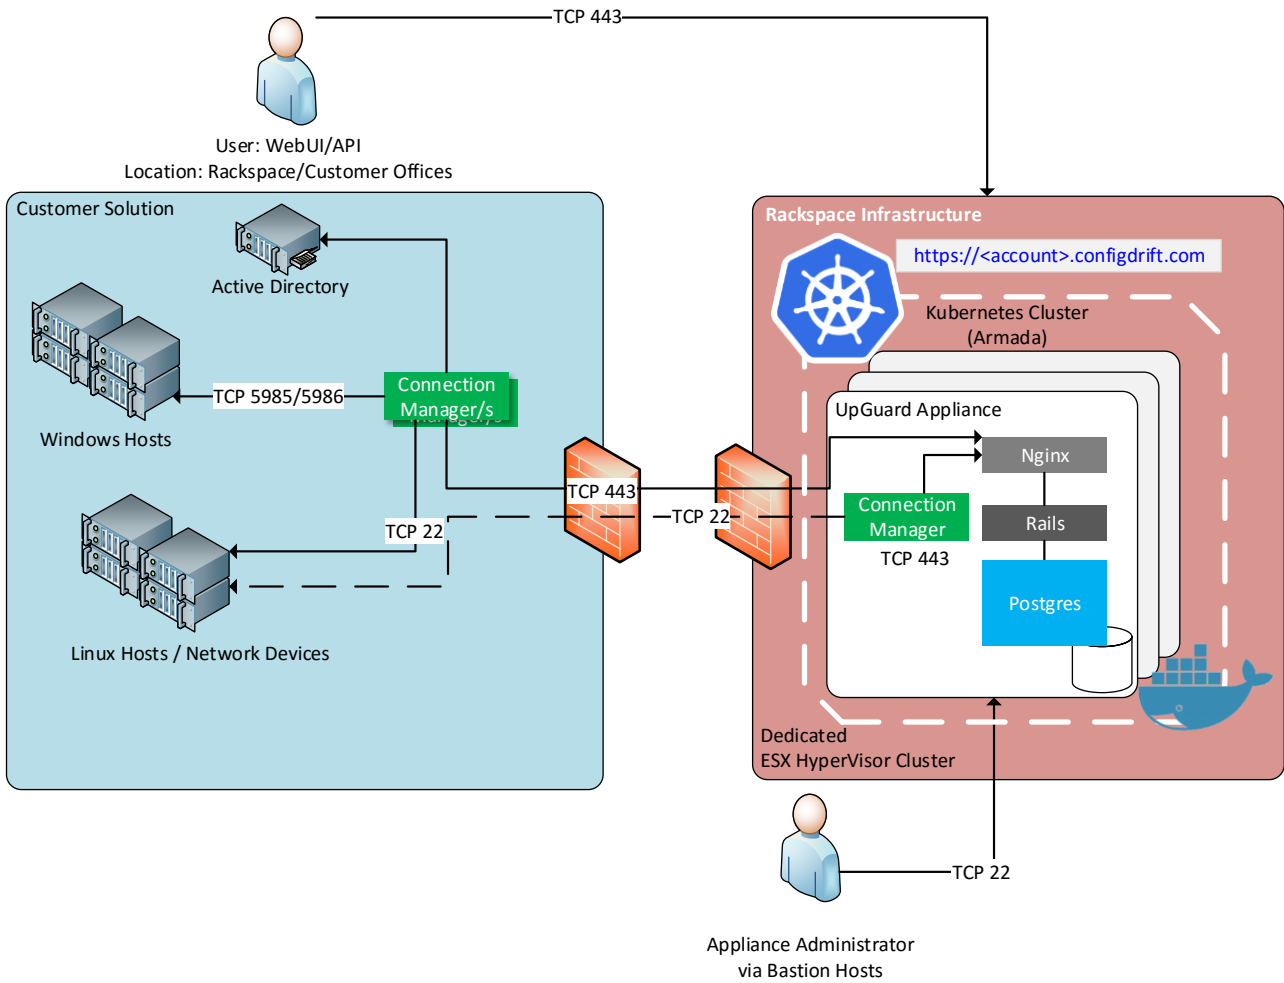 TCP 443
User: WebUI/API
Location: Rackspace/Customer Offices
Customer Solution
Active Directory
TCP 5985/5986
Connection
Manager/s
Windows Hosts
TCP 22
Linux Hosts / Network Devices
TCP 443
TCP 22
Rackspace Infrastructure
https://<account>.configdrift.com
Kubernetes Cluster
(Armada)
UpGuard Appliance
Nginx
Connection
Manager
TCP 443
Rails
Postgres
Dedicated
ESX HyperVisor Cluster
TCP 22
Appliance Administrator
via Bastion Hosts